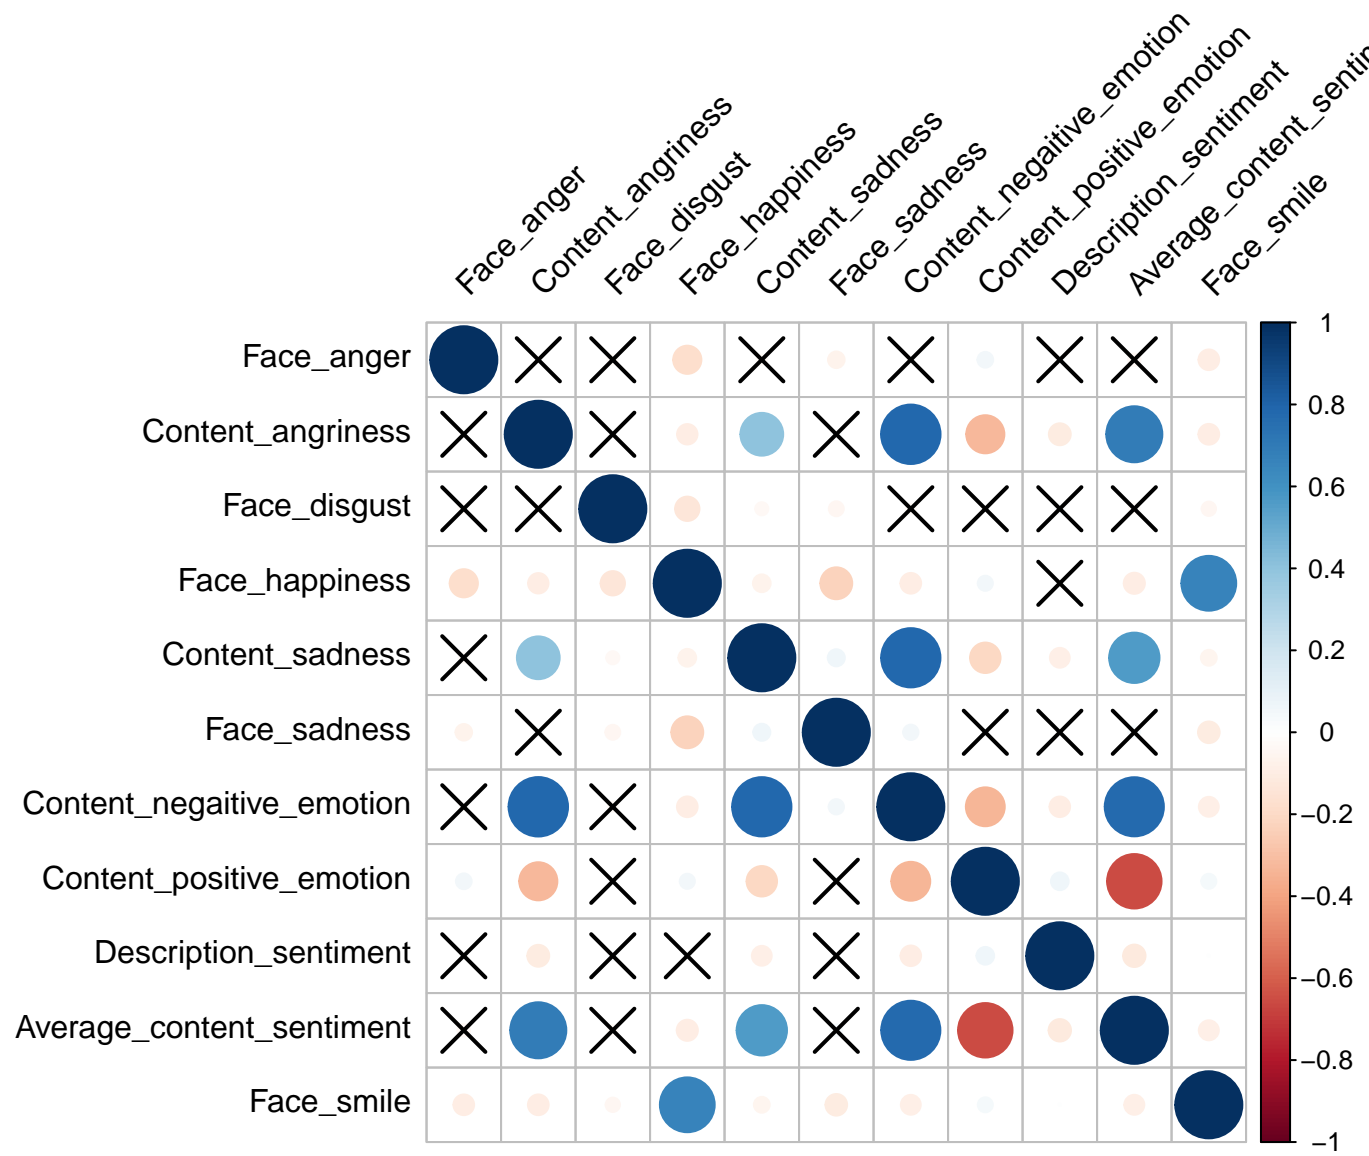 Face_anger
Content_angriness
Face_disgust
Face_happiness
Content_sadness
Face_sadness
Content_negaitive_emotion
Content_positive_emotion
Description_sentiment
Average_content_senti
Face_smile
Face_anger
Content_angriness
Face_disgust
Face_happiness
Content_sadness
Face_sadness
Content_negaitive_emotion
Content_positive_emotion
Description_sentiment
Average_content_sentiment
Face_smile
1
0.8
0.6
0.4
0.2
0
−0.2
−0.4
−0.6
−0.8
−1